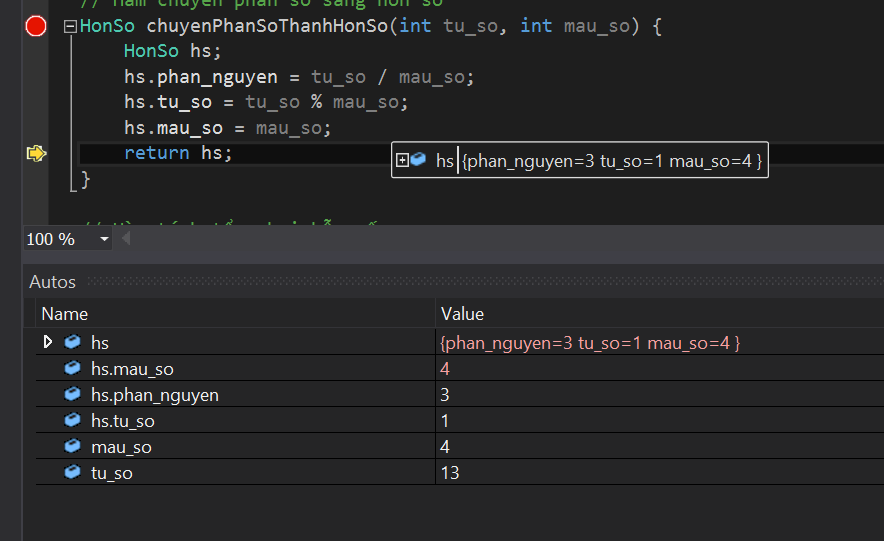 // Hàm chuyển phân số sang hỗn số
HonSo chuyenPhanSoThanhHonSo(int tu_so, int mau_so) {
HonSo hs;
hs.phan_nguyen = tu_so / mau_so;
hs.tu_so = tu_so % mau_so;
hs.mau_so = mau_so;
return hs;
hs {phan_nguyen=3 tu_so=1 mau_so=4 }
}
100 %
Autos
Name Value
hs {phan_nguyen=3 tu_so=1 mau_so=4 }
hs.mau_so 4
hs.phan_nguyen 3
hs.tu_so 1
mau_so 4
tu_so 13